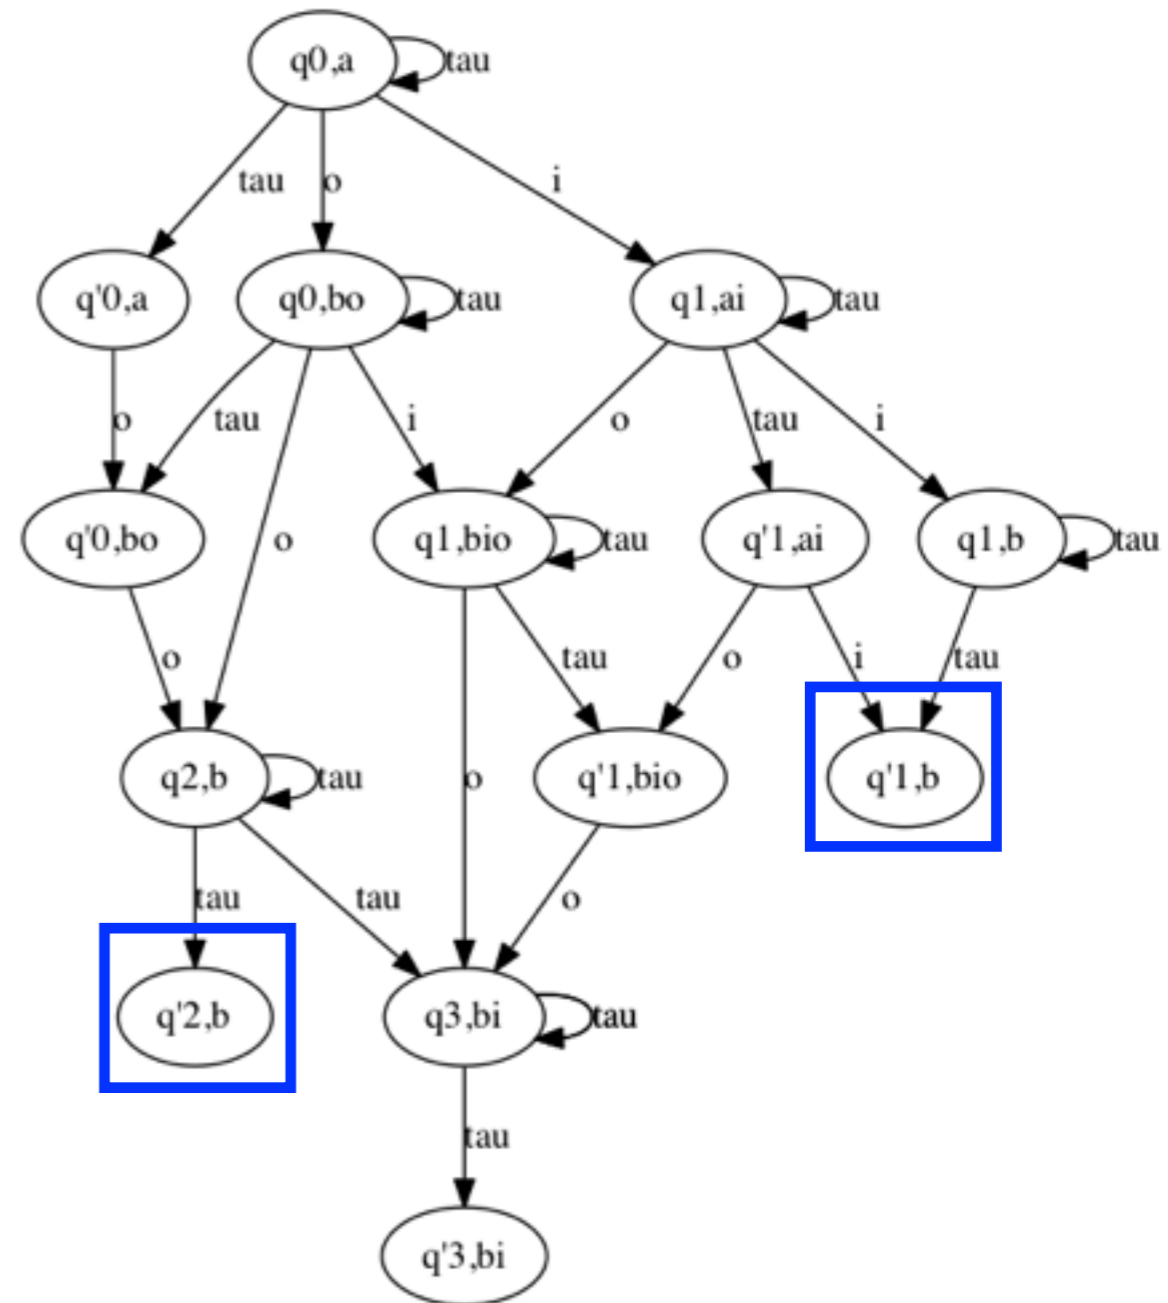 q0,a
tau
tau
o
i
q'0,a
q0,bo
tau
q1,ai
tau
o
tau
i
o
tau
i
q'0,bo
o
q1,bio
tau
q'1,ai
q1,b
tau
o
tau
o
i
tau
q2,b
tau
o
q'1,bio
q'1,b
tau
tau
o
q'2,b
q3,bi
tau
tau
q'3,bi